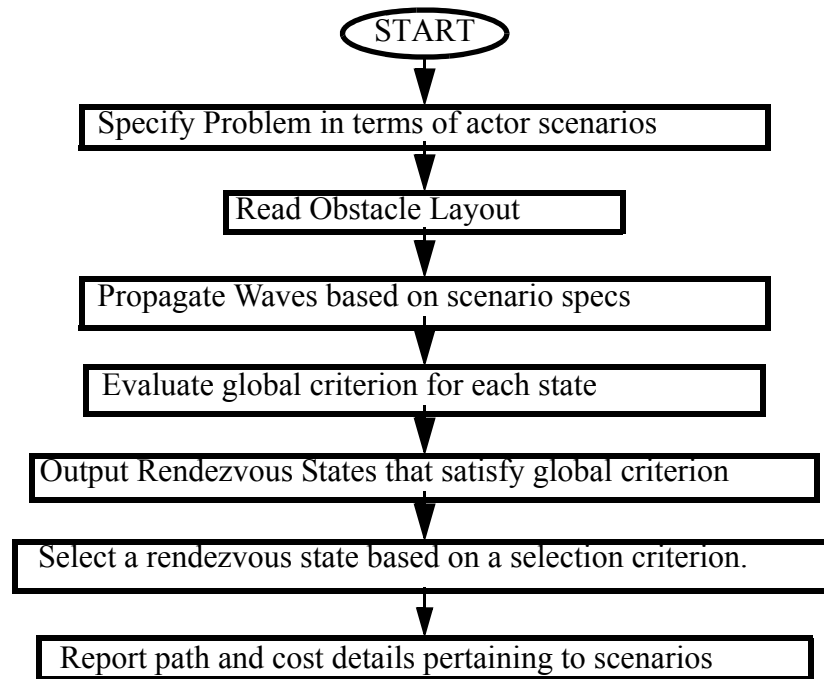 START
Specify Problem in terms of actor scenarios
Read Obstacle Layout
Propagate Waves based on scenario specs
Evaluate global criterion for each state
Output Rendezvous States that satisfy global criterion
Select a rendezvous state based on a selection criterion.
Report path and cost details pertaining to scenarios